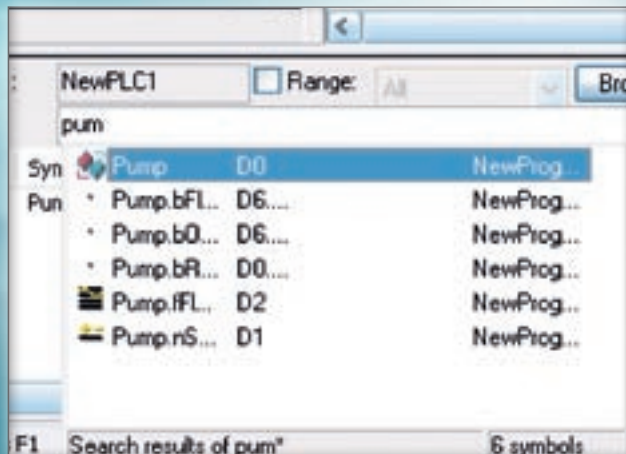 : NewPLC1 Range: All Bro
pum
Syn Pump D0 NewProg...
Pun Pump.bFl... D6.... NewProg...
Pump.bO... D6.... NewProg...
Pump.bR... D0.... NewProg...
Pump.fFL... D2 NewProg...
Pump.nS... D1 NewProg...
F1 Search results of pum* 6 symbols